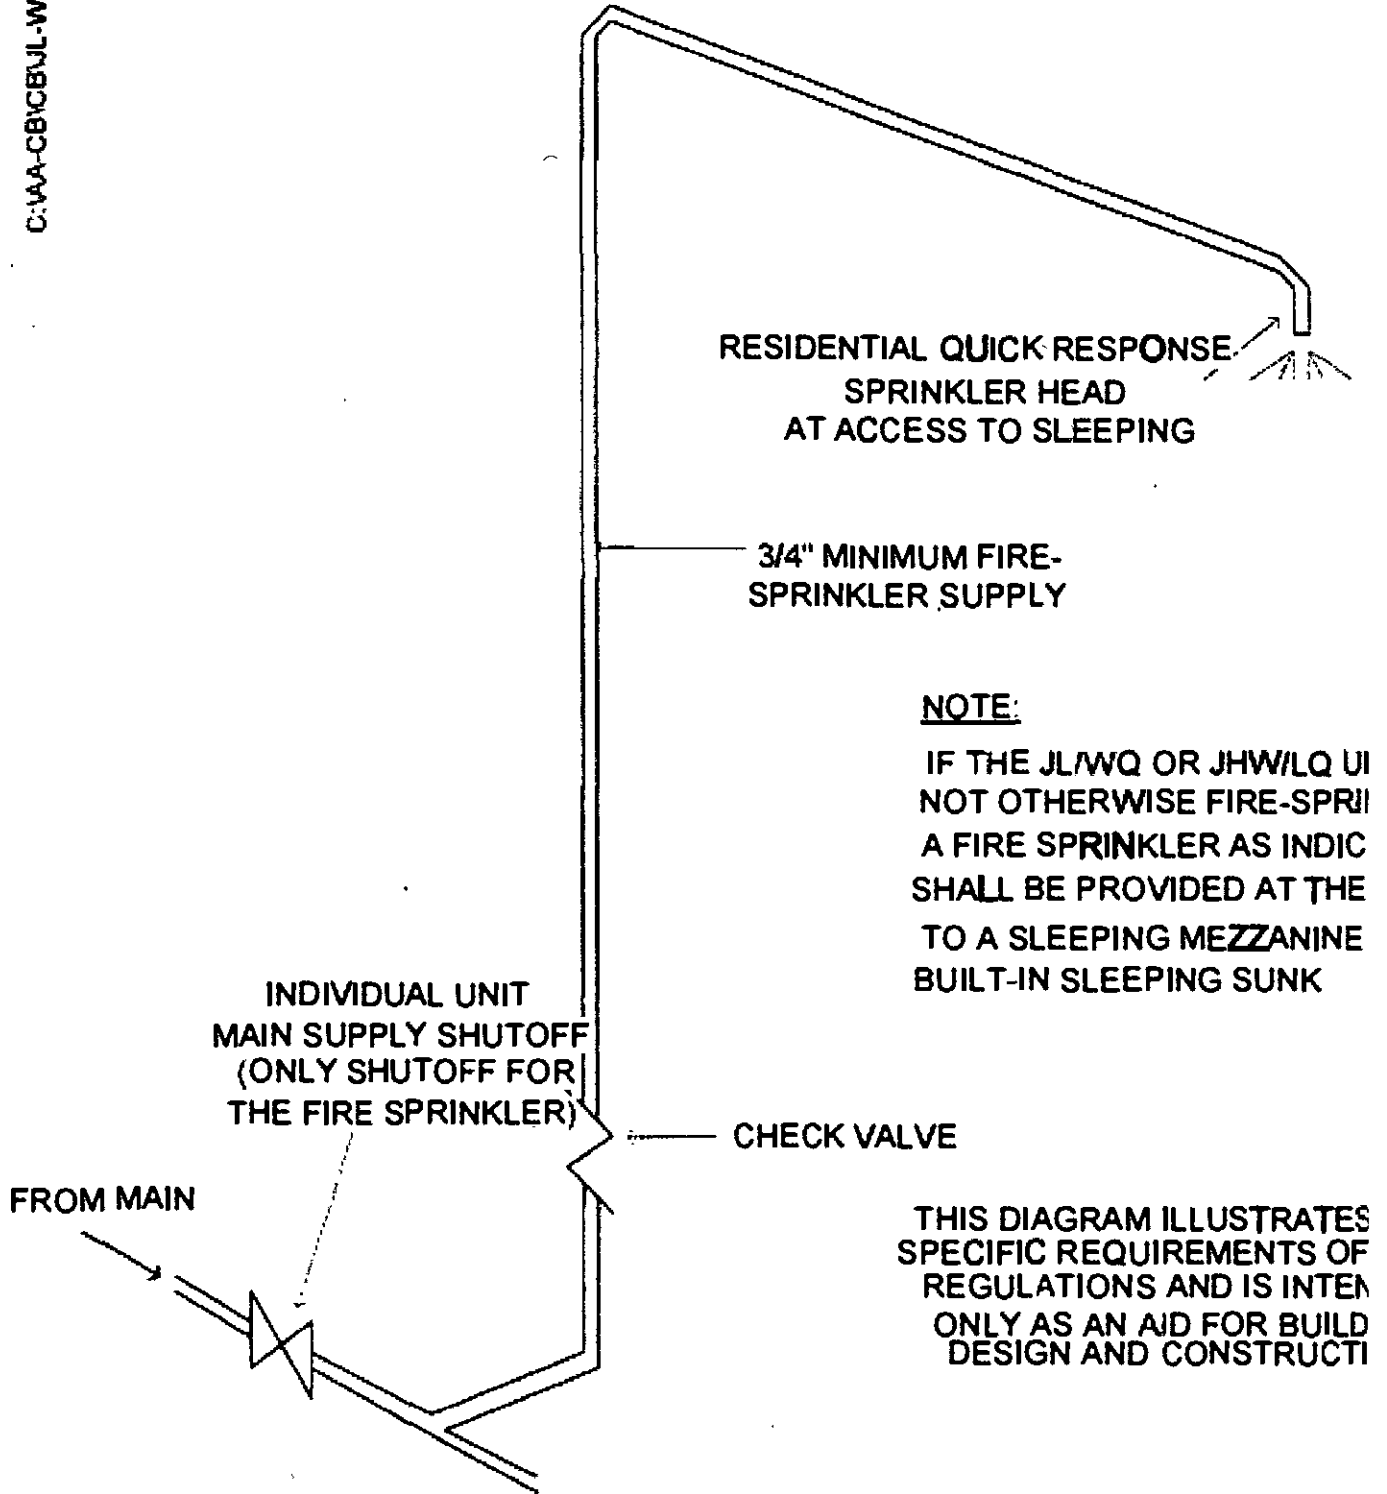 C:\AA-CB\CB\JL-W
RESIDENTIAL QUICK RESPONSE
SPRINKLER HEAD
AT ACCESS TO SLEEPING
3/4" MINIMUM FIRE-
SPRINKLER SUPPLY
NOTE:
IF THE JL/WQ OR JHW/LQ
NOT OTHERWISE FIRE-
A FIRE SPRINKLER AS INDIC
SHALL BE PROVIDED AT THE
TO A SLEEPING MEZZANINE
BUILT-IN SLEEPING SUNK
INDIVIDUAL UNIT
MAIN SUPPLY SHUTOFF
(ONLY SHUTOFF FOR
THE FIRE SPRINKLER)
CHECK VALVE
FROM MAIN
THIS DIAGRAM ILLUSTRATES
SPECIFIC REQUIREMENTS OF
REGULATIONS AND IS INTEN
ONLY AS AN AID FOR BUILD
DESIGN AND CONSTRUCTI